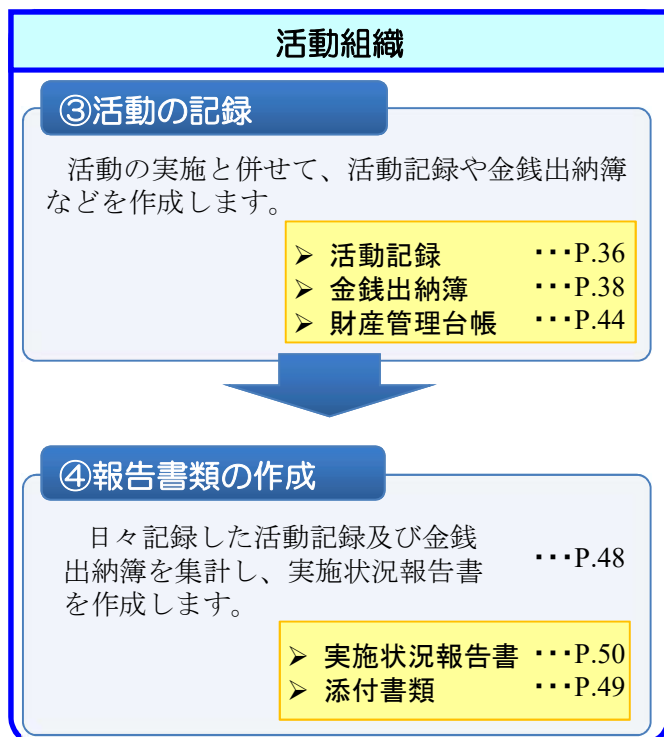 活動組織
③活動の記録
活動の実施と併せて、活動記録や金銭出納簿
などを作成します。
➢ 活動記録 ･･･P.36
➢ 金銭出納簿 ･･･P.38
➢ 財産管理台帳 ･･･P.44
④報告書類の作成
日々記録した活動記録及び金銭
出納簿を集計し、実施状況報告書 ･･･P.48
を作成します。
➢ 実施状況報告書 ･･･P.50
➢ 添付書類 ･･･P.49